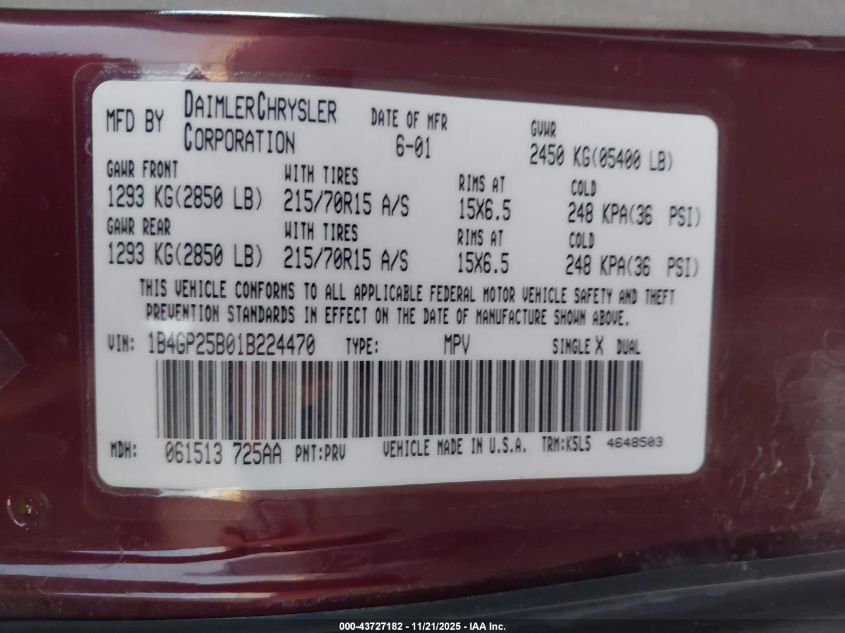 MFD BY DAIMLERCHRYSLER CORPORATION DATE OF MFR 6-01 GVWR 2450 KG(05400 LB)
GAWR FRONT WITH TIRES RIMS AT COLD
1293 KG(2850 LB) 215/70R15 A/S 15X6.5 248 KPA(36 PSI)
GAWR REAR WITH TIRES RIMS AT COLD
1293 KG(2850 LB) 215/70R15 A/S 15X6.5 248 KPA(36 PSI)
THIS VEHICLE CONFORMS TO ALL APPLICABLE FEDERAL MOTOR VEHICLE SAFETY AND THEFT
PREVENTION STANDARDS IN EFFECT ON THE DATE OF MANUFACTURE SHOWN ABOVE.
VIN: 1B4GP25B01B224470 TYPE: MPV SINGLE X DUAL
MDH: 061513 725AA PNT:PRV VEHICLE MADE IN U.S.A. TRM:K5L5 4648503
000-43727182 - 11/21/2025 - IAA Inc.